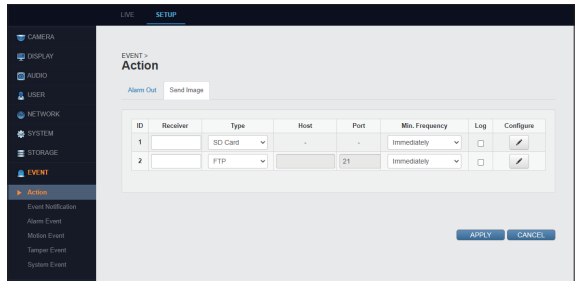 LIVE SETUP
CAMERA
DISPLAY
AUDIO
USER
NETWORK
SYSTEM
STORAGE
EVENT
Action
Event Notification
Alarm Event
Motion Event
Tamper Event
System Event
EVENT >
Action
Alarm Out Send Image
ID Receiver Type Host Port Min. Frequency Log Configure
1 SD Card - - Immediately
2 FTP 21 Immediately
APPLY CANCEL